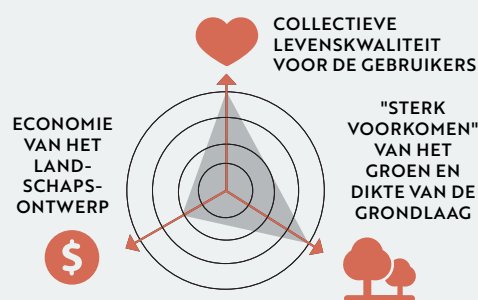 COLLECTIEVE
LEVENSKWALITEIT
VOOR DE GEBRUIKERS
ECONOMIE
VAN HET
LAND-
SCHAPS-
ONTWERP
$
"STERK
VOORKOMEN"
VAN HET
GROEN EN
DIKTE VAN DE
GRONDLAAG